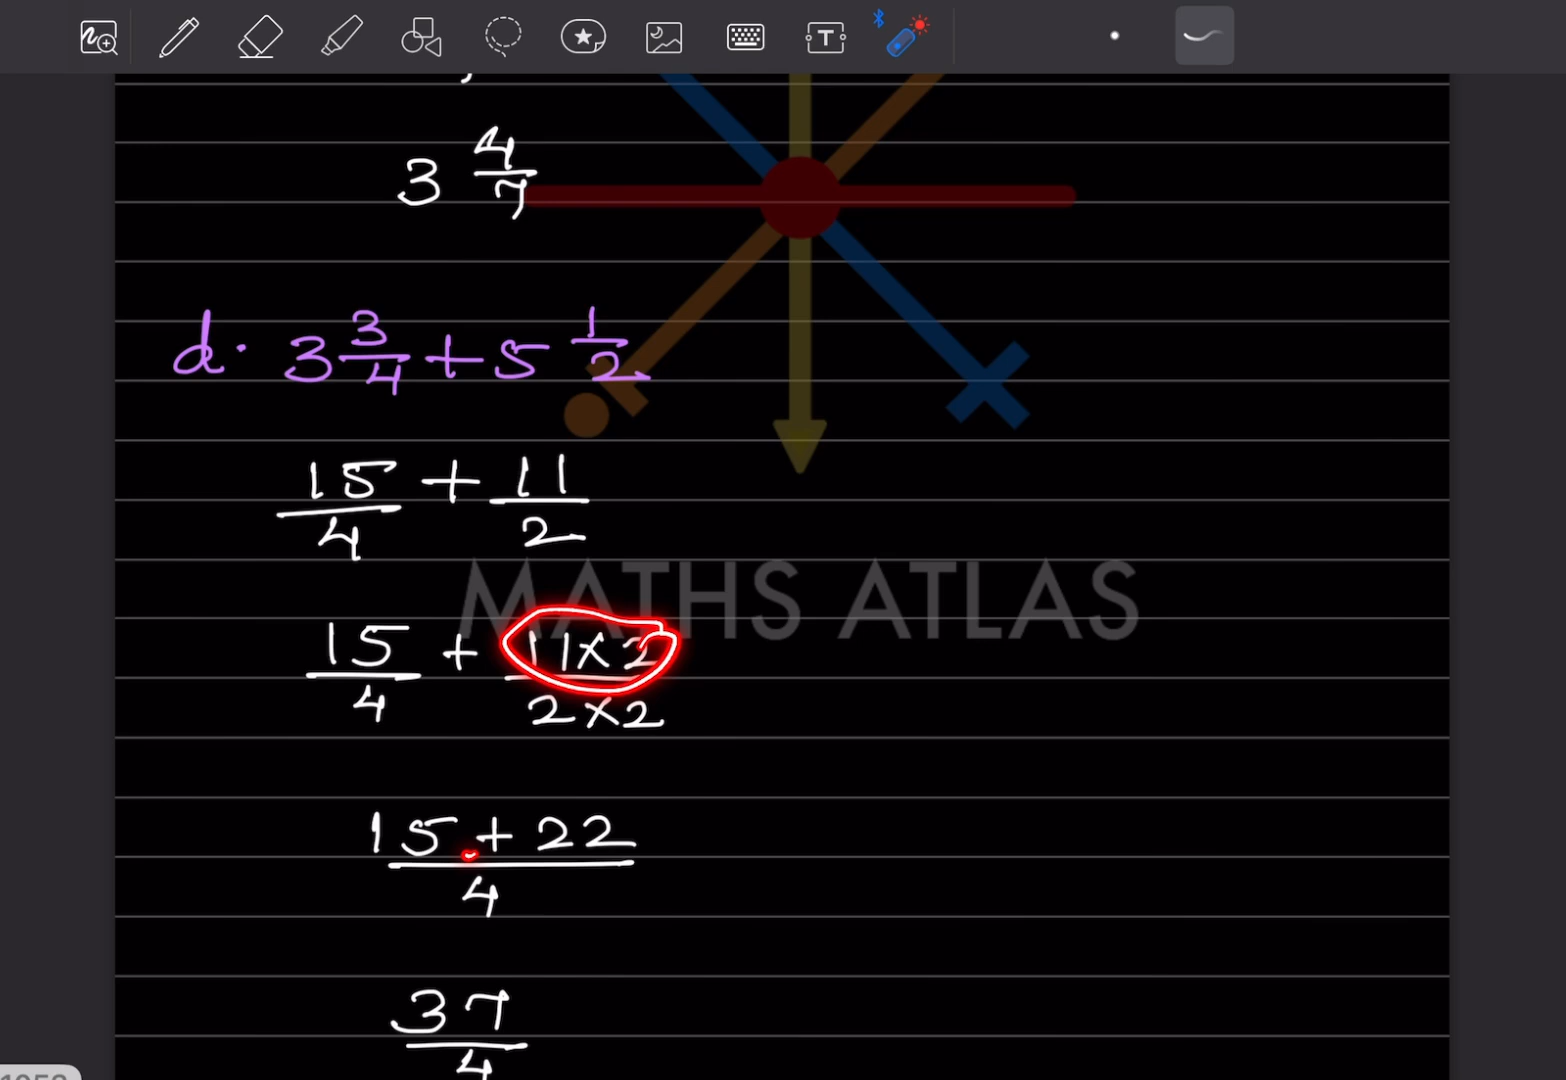 3 4/7
d. 3 3/4 + 5 1/2
15/4 + 11/2
MATHS ATLAS
15/4 + 11×2/2×2
15 + 22/4
37/4